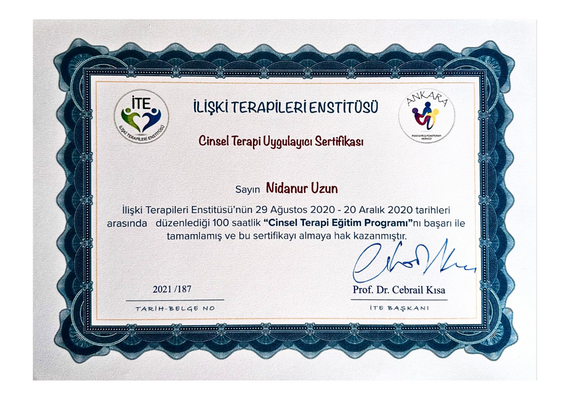 İTE
İLİŞKİ TERAPİLERİ ENSTİTÜSÜ
ANKARA
İLİŞKİ TERAPİLERİ ENSTİTÜSÜ
Cinsel Terapi Uygulayıcı Sertifikası
Sayın Nidanur Uzun
İlişki Terapileri Enstitüsü'nün 29 Ağustos 2020 - 20 Aralık 2020 tarihleri
arasında düzenlediği 100 saatlik “Cinsel Terapi Eğitim Programı”nı başarı ile
tamamlamış ve bu sertifikayı almaya hak kazanmıştır.
2021 /187
Prof. Dr. Cebrail Kısa
TARİH-BELGE NO
İTE BAŞKANI